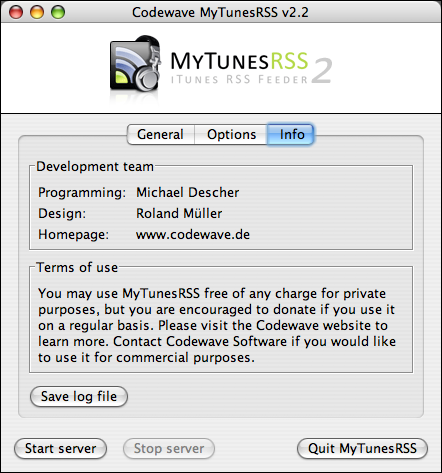 Codewave MyTunesRSS v2.2
MYTUNESRSS
ITUNES RSS FEEDER 2
General Options Info
Development team
Programming: Michael Descher
Design: Roland Müller
Homepage: www.codewave.de
Terms of use
You may use MyTunesRSS free of any charge for private
purposes, but you are encouraged to donate if you use it
on a regular basis. Please visit the Codewave website to
learn more. Contact Codewave Software if you would like
to use it for commercial purposes.
Save log file
Start server Stop server Quit MyTunesRSS